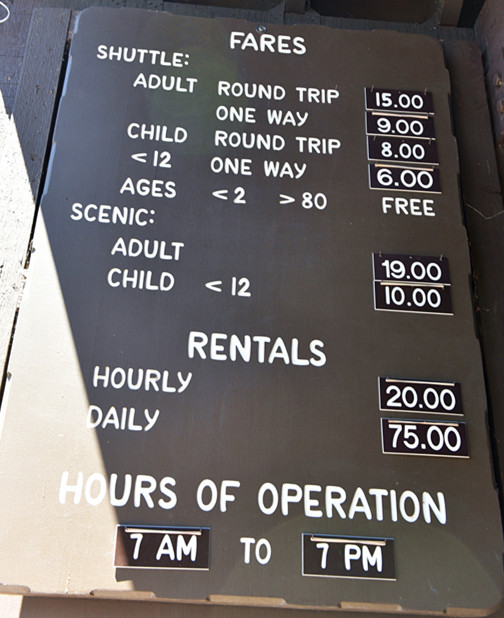 FARES
SHUTTLE:
ADULT ROUND TRIP 15.00
ONE WAY 9.00
CHILD ROUND TRIP 8.00
<12 ONE WAY 6.00
AGES <2 >80 FREE
SCENIC:
ADULT 19.00
CHILD <12 10.00
RENTALS
HOURLY 20.00
DAILY 75.00
HOURS OF OPERATION
7 AM TO 7 PM